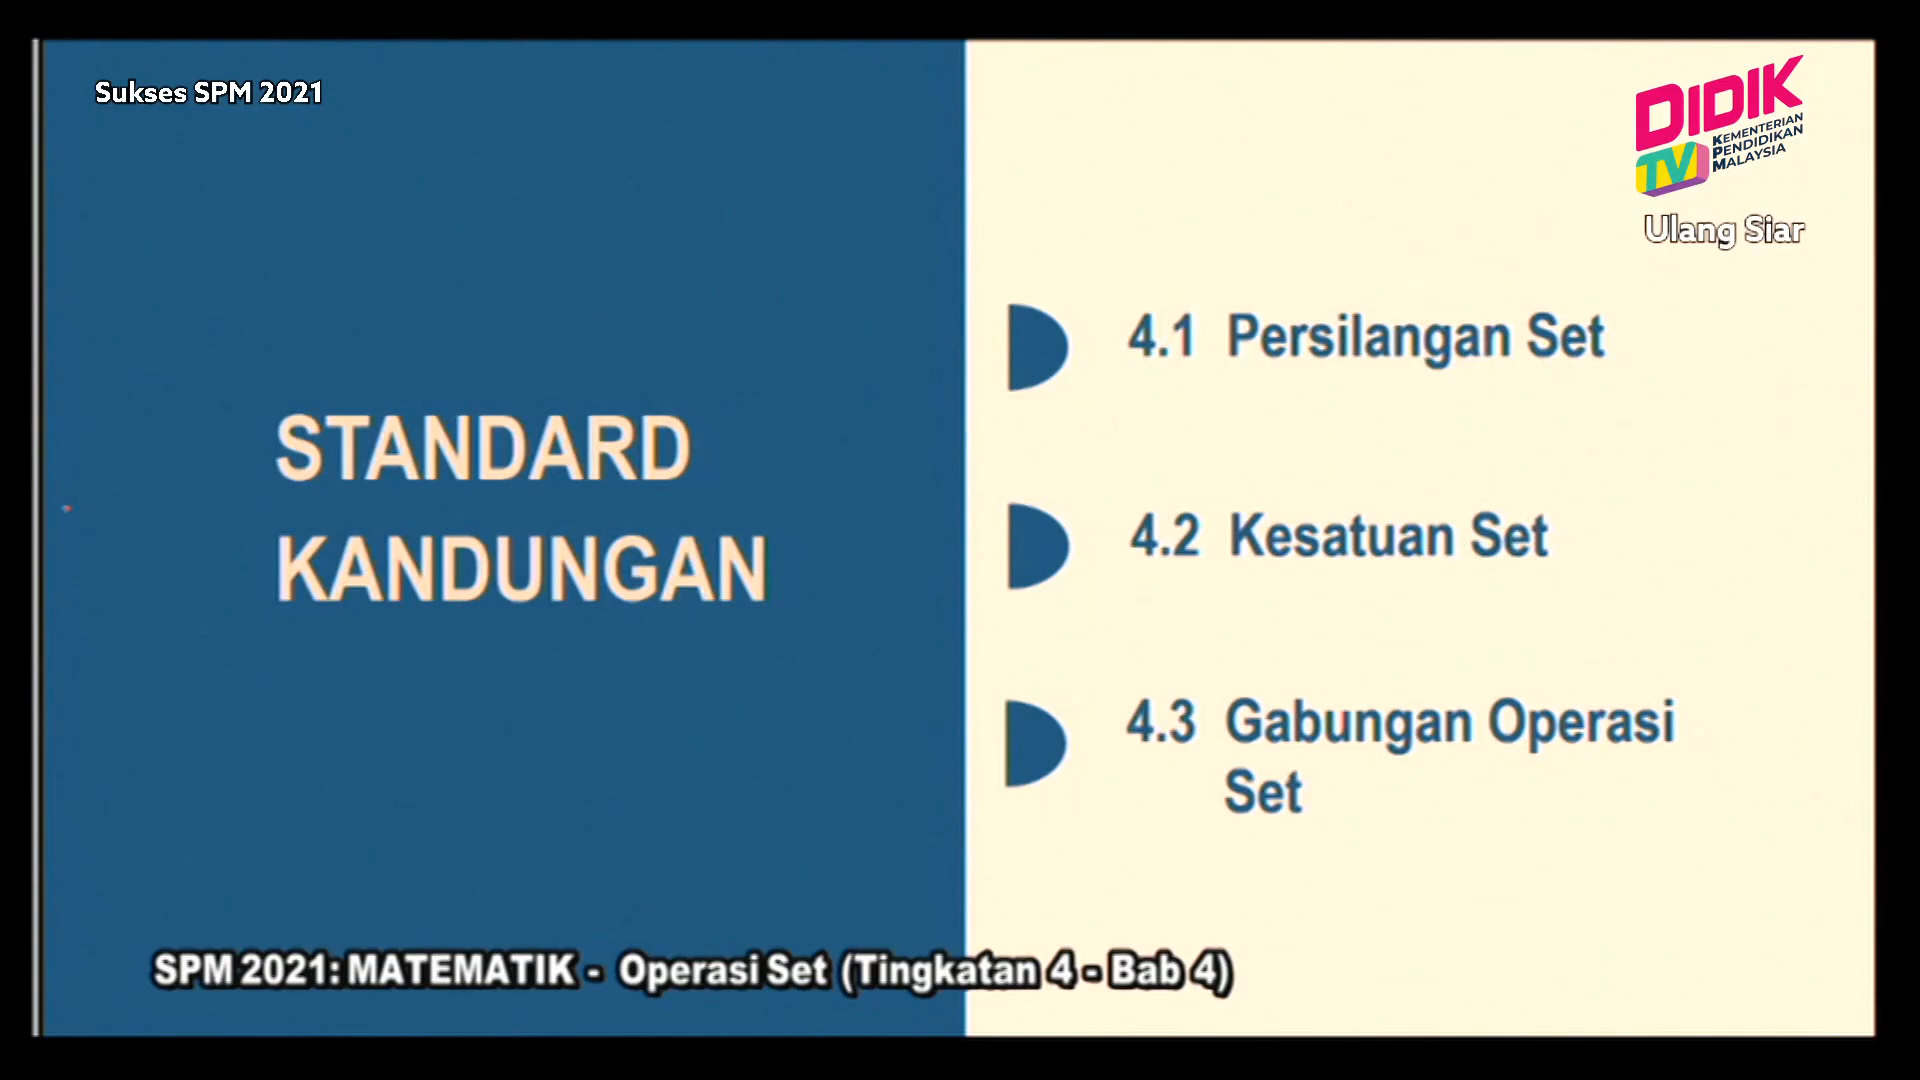 Sukses SPM 2021
DIDIK
TV
KEMENTERIAN
PENDIDIKAN
MALAYSIA
Ulang Siar
STANDARD
KANDUNGAN
4.1 Persilangan Set
4.2 Kesatuan Set
4.3 Gabungan Operasi
Set
SPM 2021: MATEMATIK - Operasi Set (Tingkatan 4 - Bab 4)